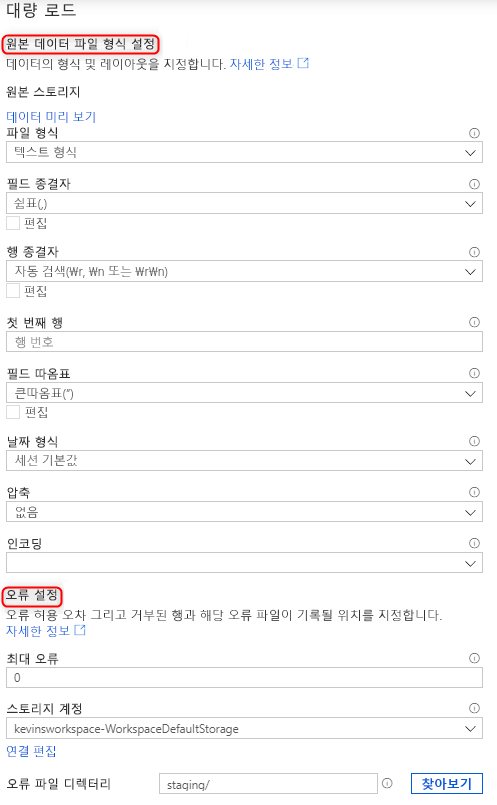 대량 로드
원본 데이터 파일 형식 설정
데이터의 형식 및 레이아웃을 지정합니다. 자세한 정보
원본 스토리지
데이터 미리 보기
파일 형식
텍스트 형식
필드 종결자
쉼표(,)
편집
행 종결자
자동 검색(₩r, ₩n 또는 ₩r₩n)
편집
첫 번째 행
행 번호
필드 따옴표
큰따옴표(")
편집
날짜 형식
세션 기본값
압축
없음
인코딩
오류 설정
오류 허용 오차 그리고 거부된 행과 해당 오류 파일이 기록될 위치를 지정합니다.
자세한 정보
최대 오류
0
스토리지 계정
kevinsworkspace-WorkspaceDefaultStorage
연결 편집
오류 파일 디렉터리 staging/ 찾아보기